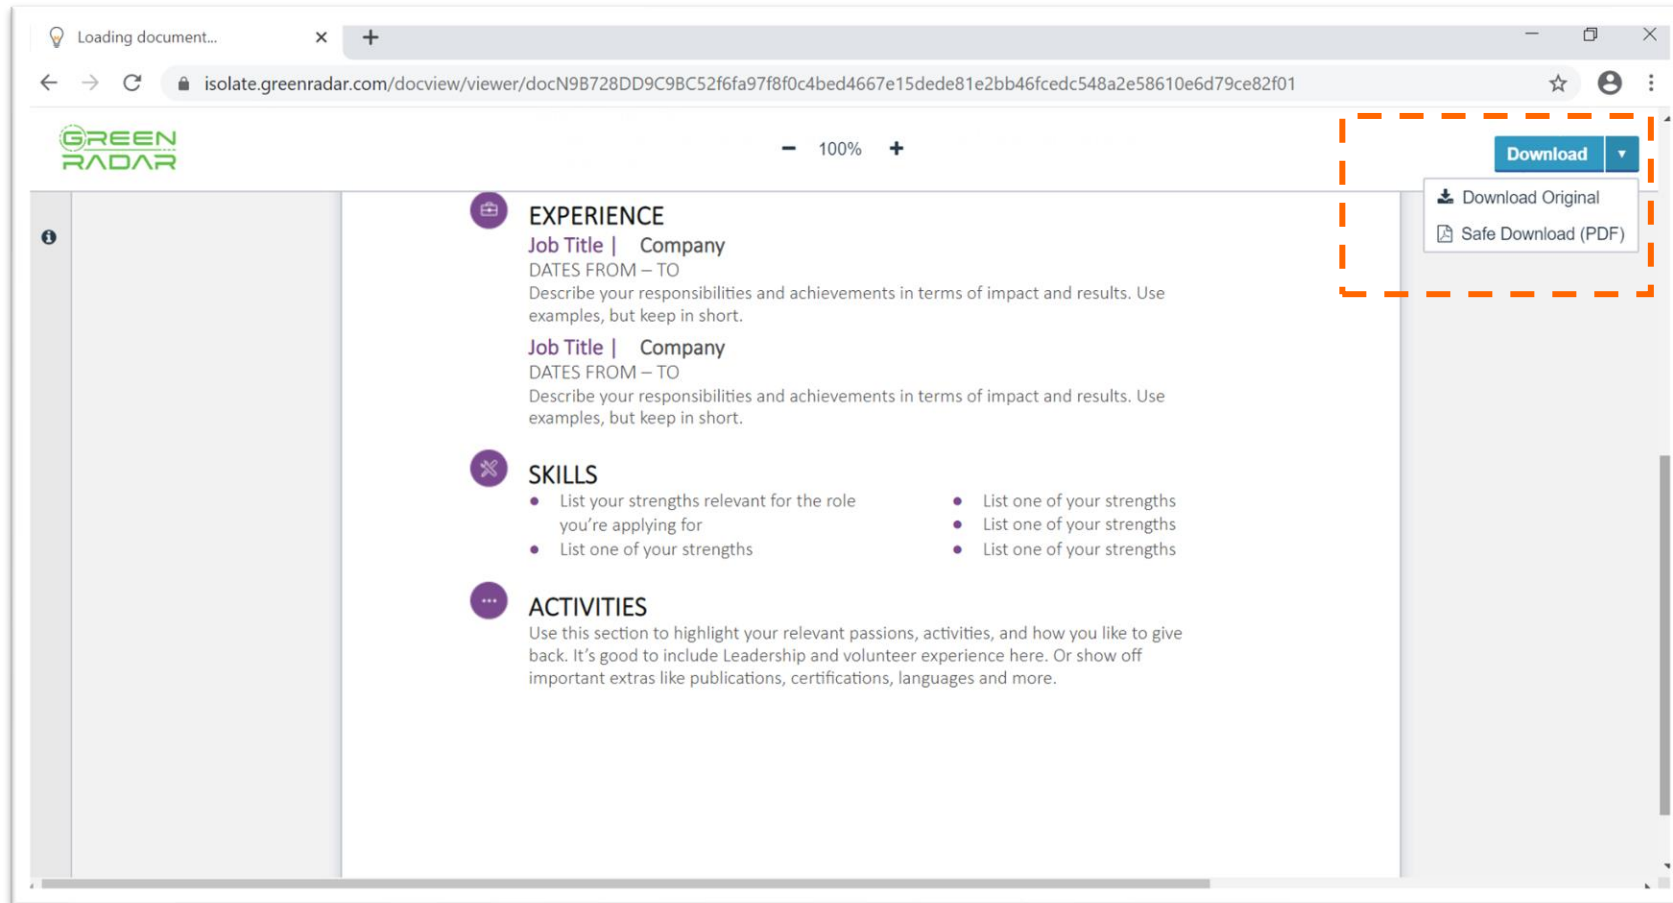 Loading document...
isolate.greenradar.com/docview/viewer/docN9B728DD9C9BC52f6fa97f8f0c4bed4667e15dede81e2bb46fcedc548a2e58610e6d79ce82f01
GREEN
RADAR
100%
Download
Download Original
Safe Download (PDF)
EXPERIENCE
Job Title | Company
DATES FROM – TO
Describe your responsibilities and achievements in terms of impact and results. Use
examples, but keep in short.
Job Title | Company
DATES FROM – TO
Describe your responsibilities and achievements in terms of impact and results. Use
examples, but keep in short.
SKILLS
• List your strengths relevant for the role
you’re applying for
• List one of your strengths
• List one of your strengths
• List one of your strengths
• List one of your strengths
ACTIVITIES
Use this section to highlight your relevant passions, activities, and how you like to give
back. It’s good to include Leadership and volunteer experience here. Or show off
important extras like publications, certifications, languages and more.